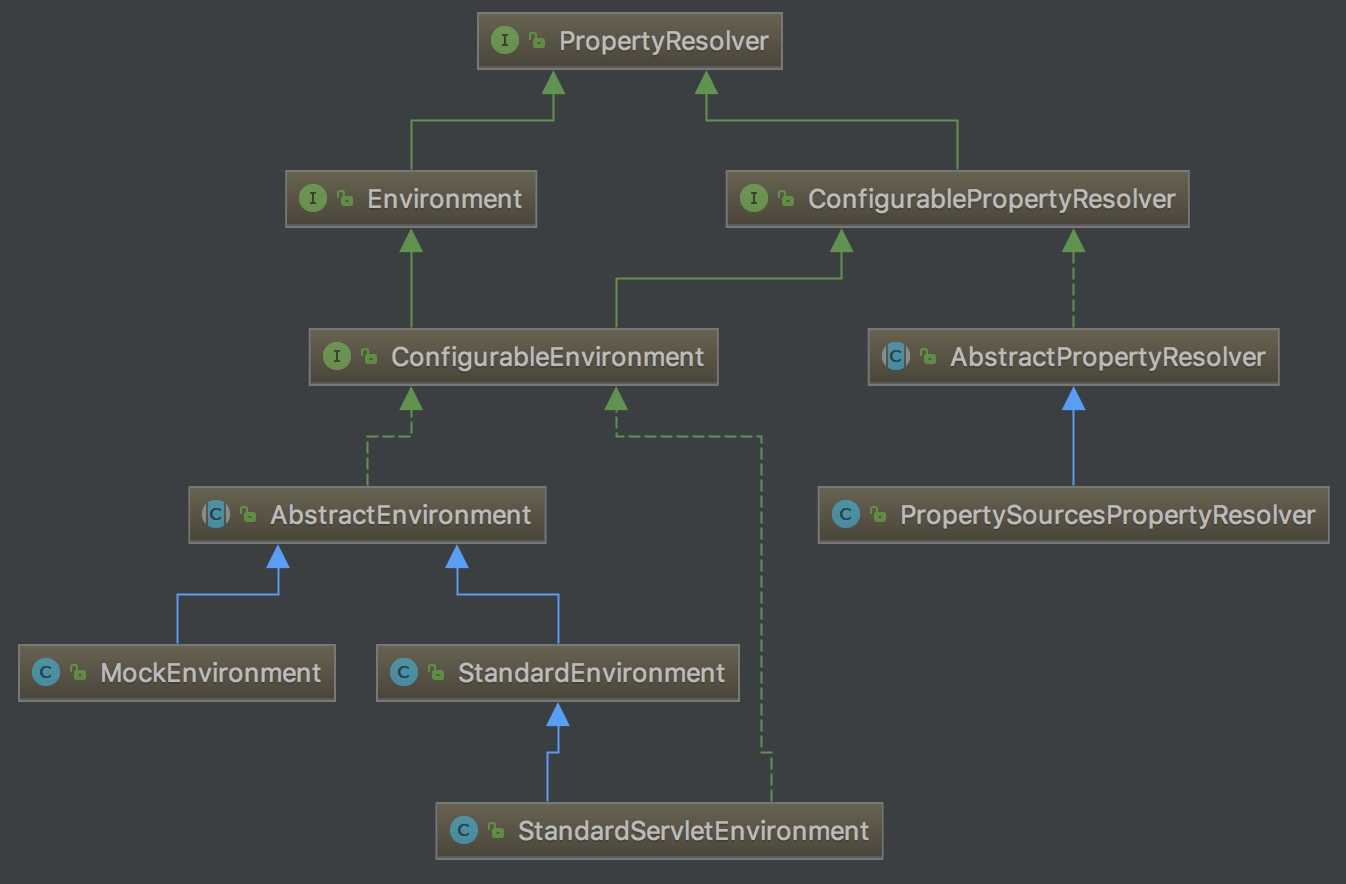 I PropertyResolver
I Environment
I ConfigurablePropertyResolver
I ConfigurableEnvironment
C AbstractPropertyResolver
C AbstractEnvironment
C PropertySourcesPropertyResolver
C MockEnvironment
C StandardEnvironment
C StandardServletEnvironment